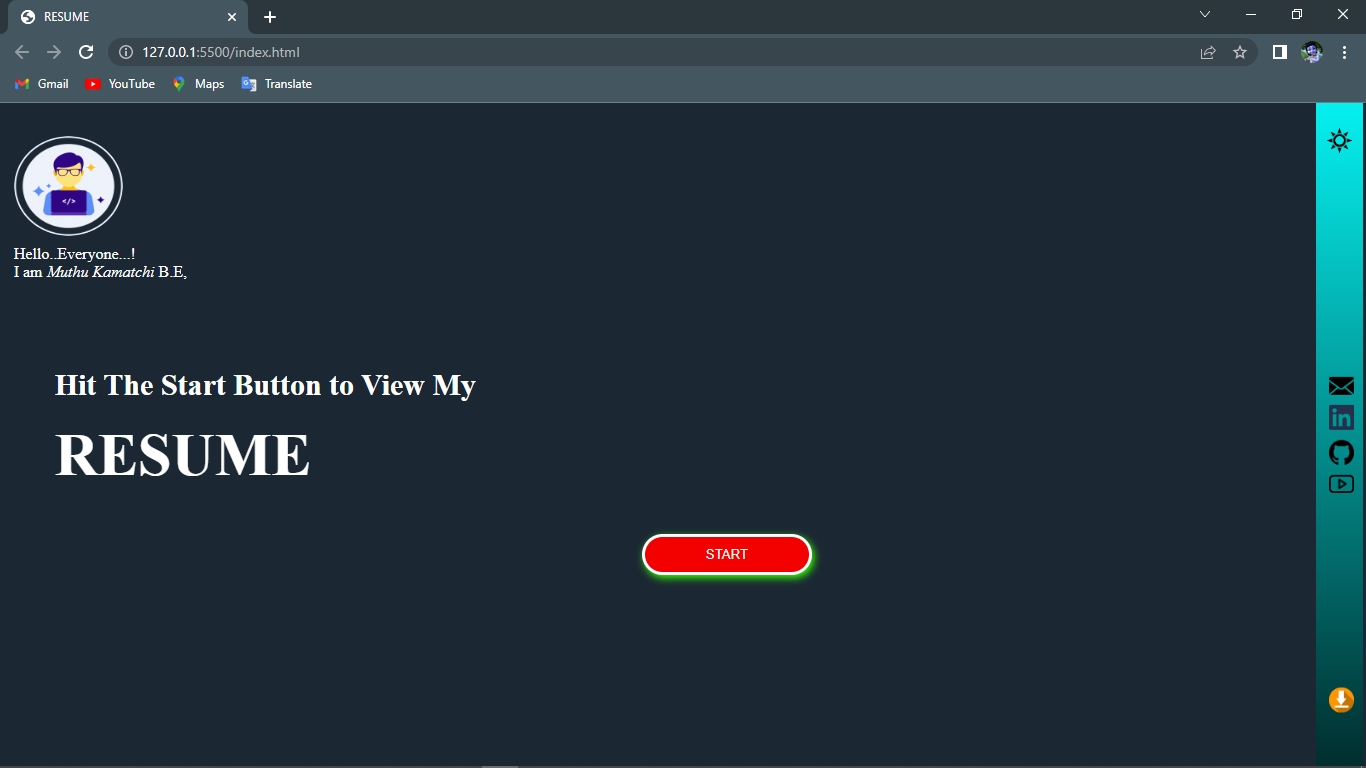 RESUME
127.0.0.1:5500/index.html
Gmail YouTube Maps Translate
</>
Hello..Everyone...!
I am Muthu Kamatchi B.E,
Hit The Start Button to View My
RESUME
START
in